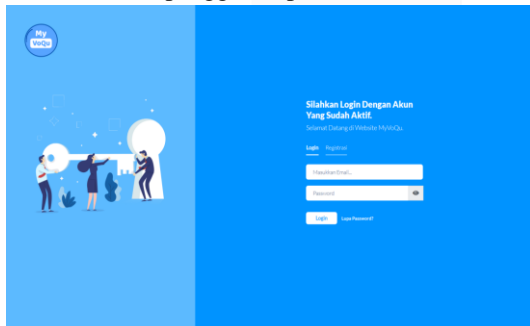 My
VoQu
Silahkan Login Dengan Akun
Yang Sudah Aktif.
Selamat Datang di Website MyVoQu.
Login Registrasi
Masukkan Email...
Password
Login Lupa Password?